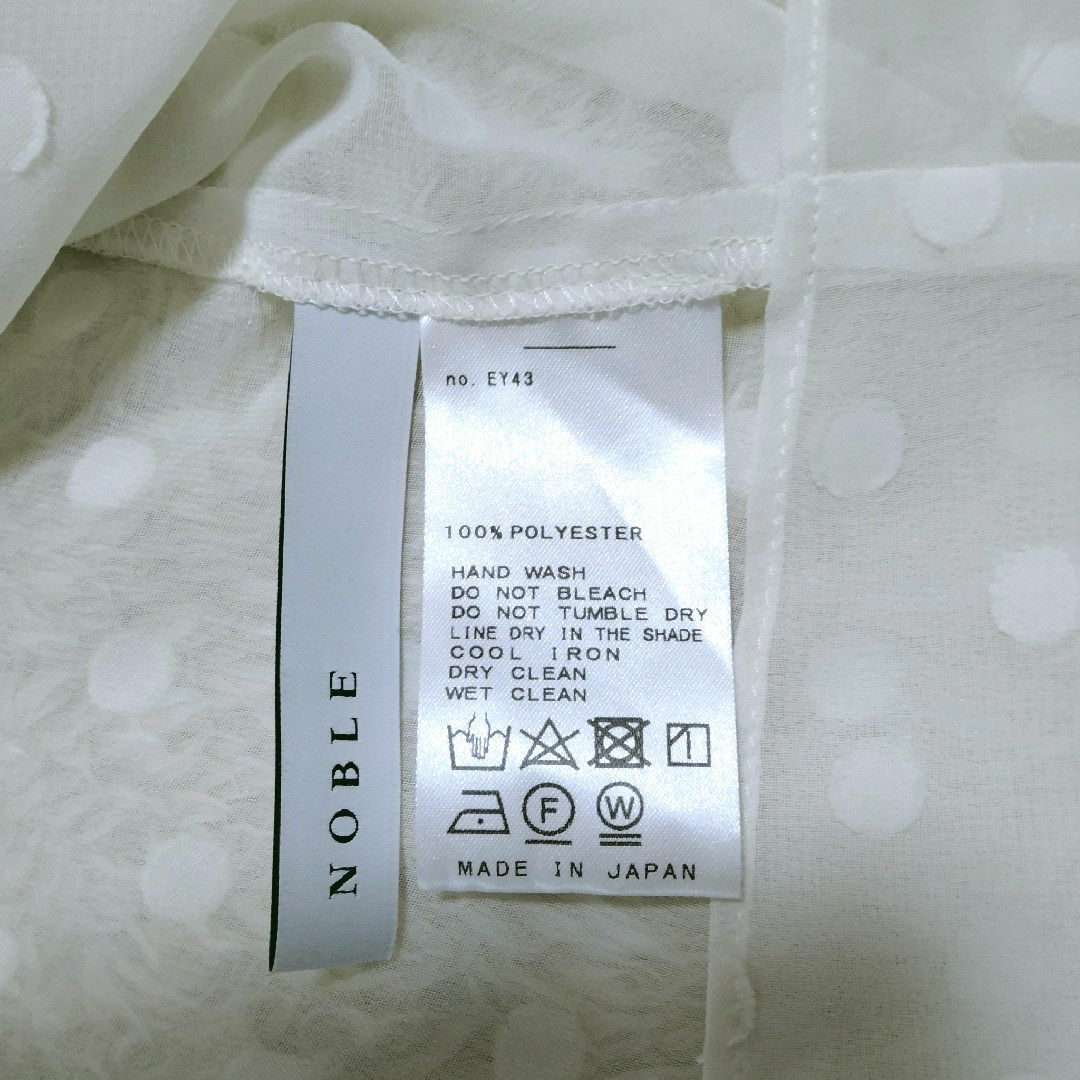 NOBLE
no. EY43
100% POLYESTER
HAND WASH
DO NOT BLEACH
DO NOT TUMBLE DRY
LINE DRY IN THE SHADE
COOL IRON
DRY CLEAN
WET CLEAN
F W
MADE IN JAPAN